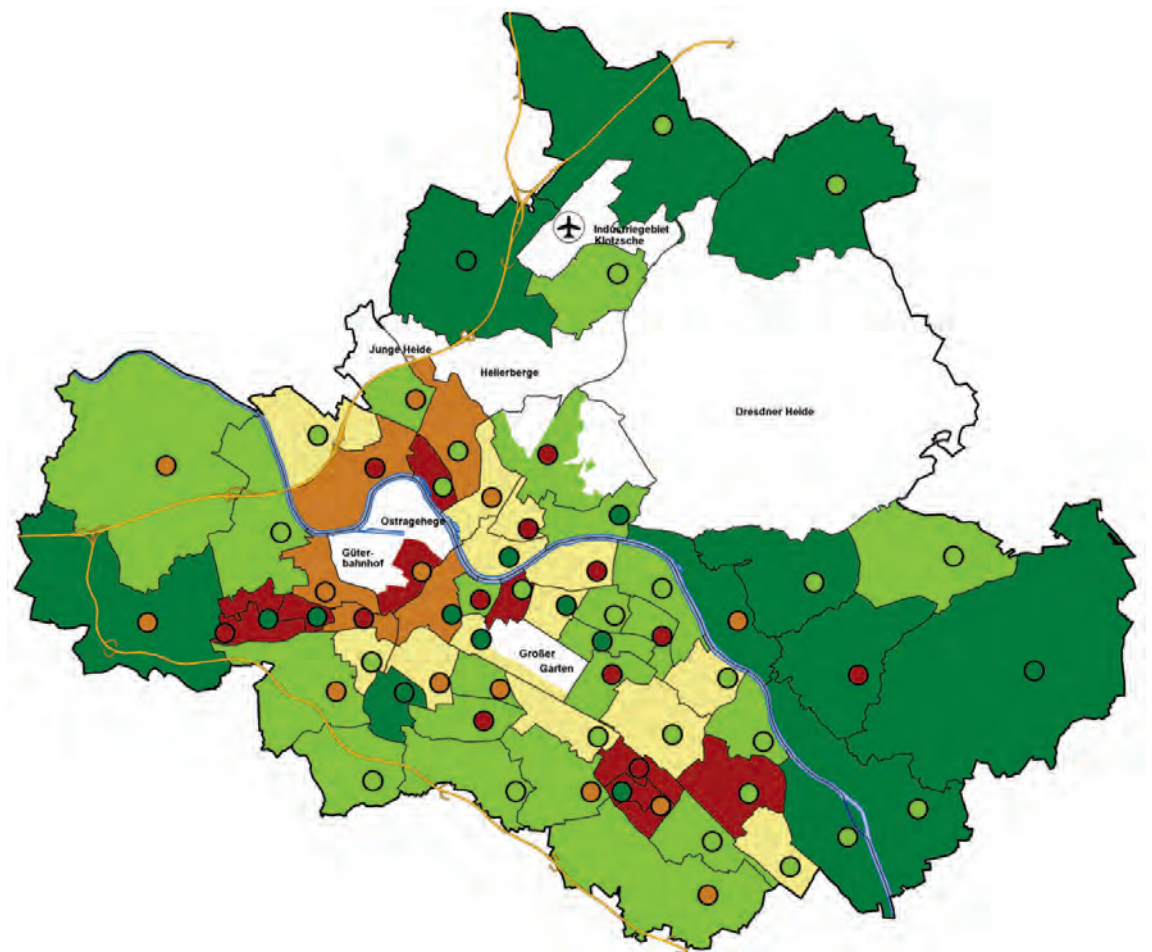 Industriegebiet
Klotzsche
Junge Heide
Hellerberge
Dresdner Heide
Ostragehege
Güter-
bahnhof
Großer
Garten